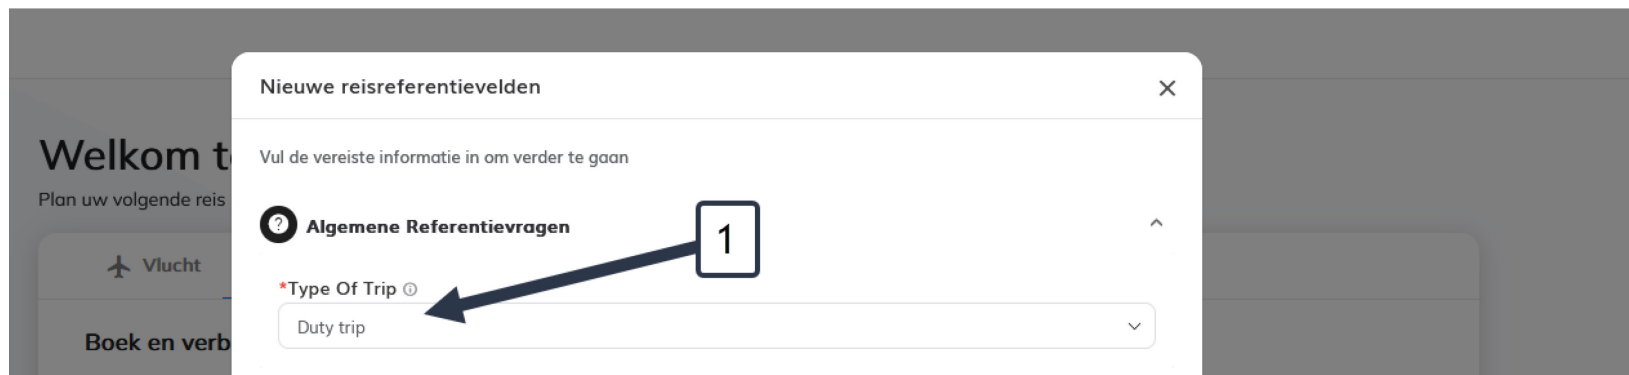 Nieuwe reisreferentievelden
Welkom t
Vul de vereiste informatie in om verder te gaan
Plan uw volgende reis
? Algemene Referentievragen
1
Vlucht
*Type Of Trip
Duty trip
Boek en verb